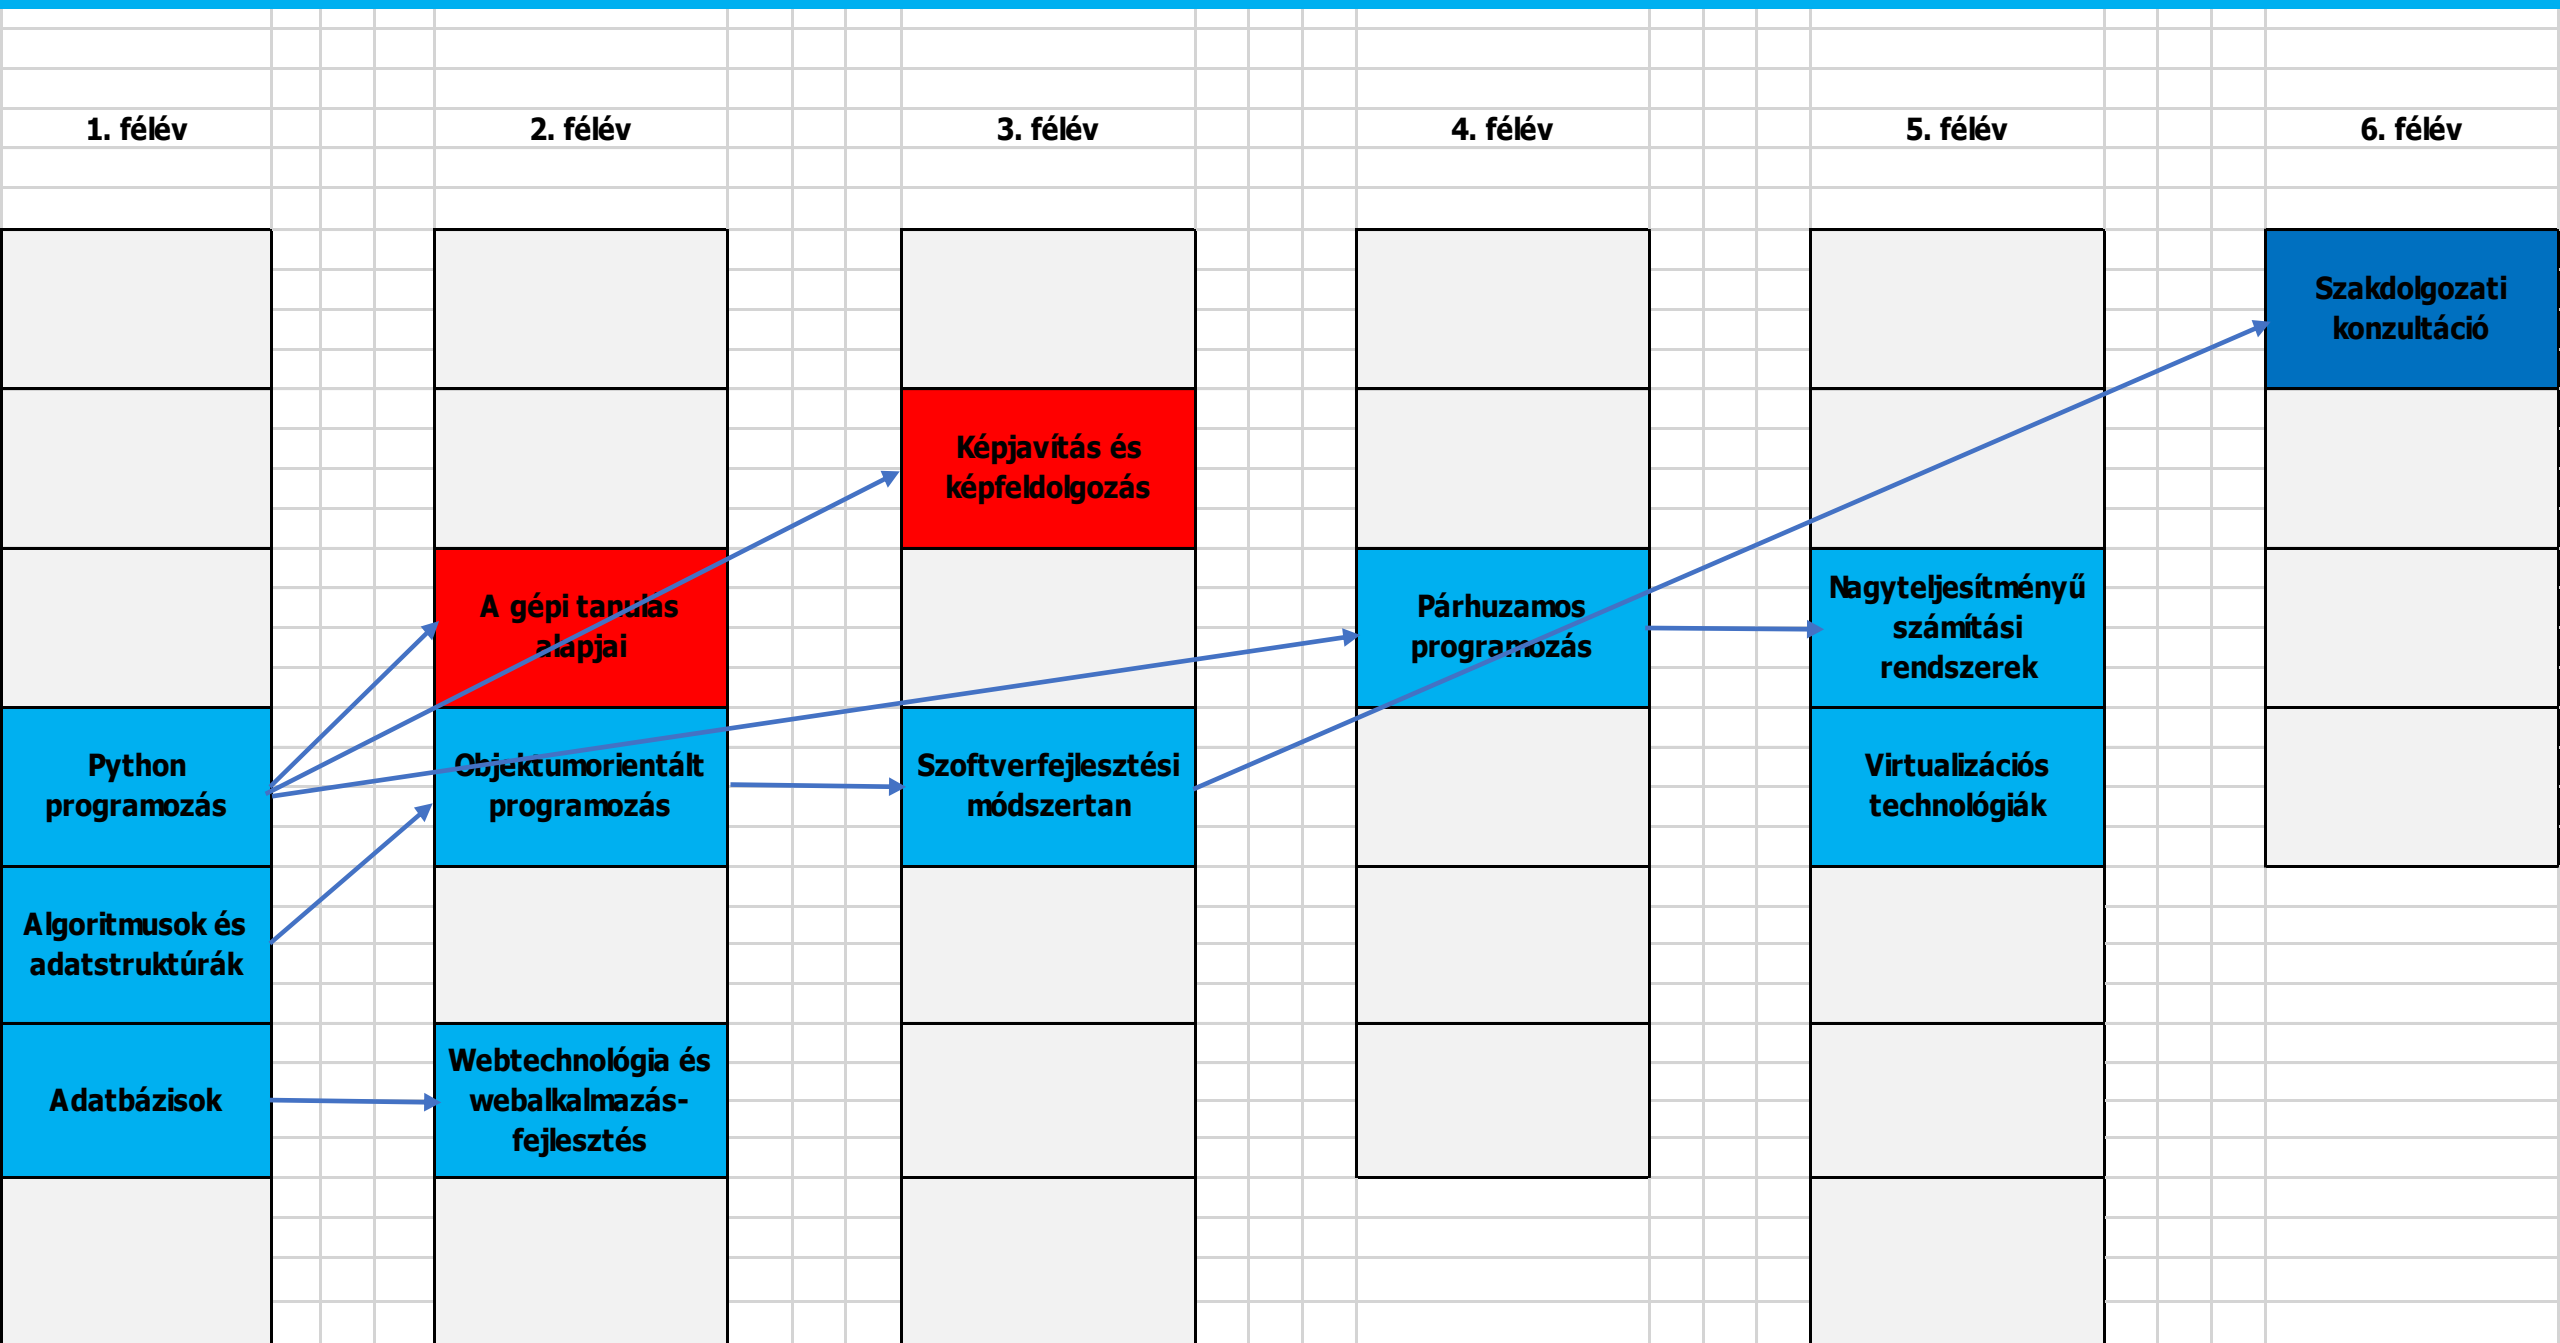 1. félév
2. félév
3. félév
4. félév
5. félév
6. félév
Szakdolgozati
konzultáció
Képjavítás és
képfeldolgozás
A gépi tanulás
alapjai
Párhuzamos
programozás
Nagyteljesítményű
számítási
rendszerek
Python
programozás
Objektumorientált
programozás
Szoftverfejlesztési
módszertan
Virtualizációs
technológiák
Algoritmusok és
adatstruktúrák
Adatbázisok
Webtechnológia és
webalkalmazás-
fejlesztés